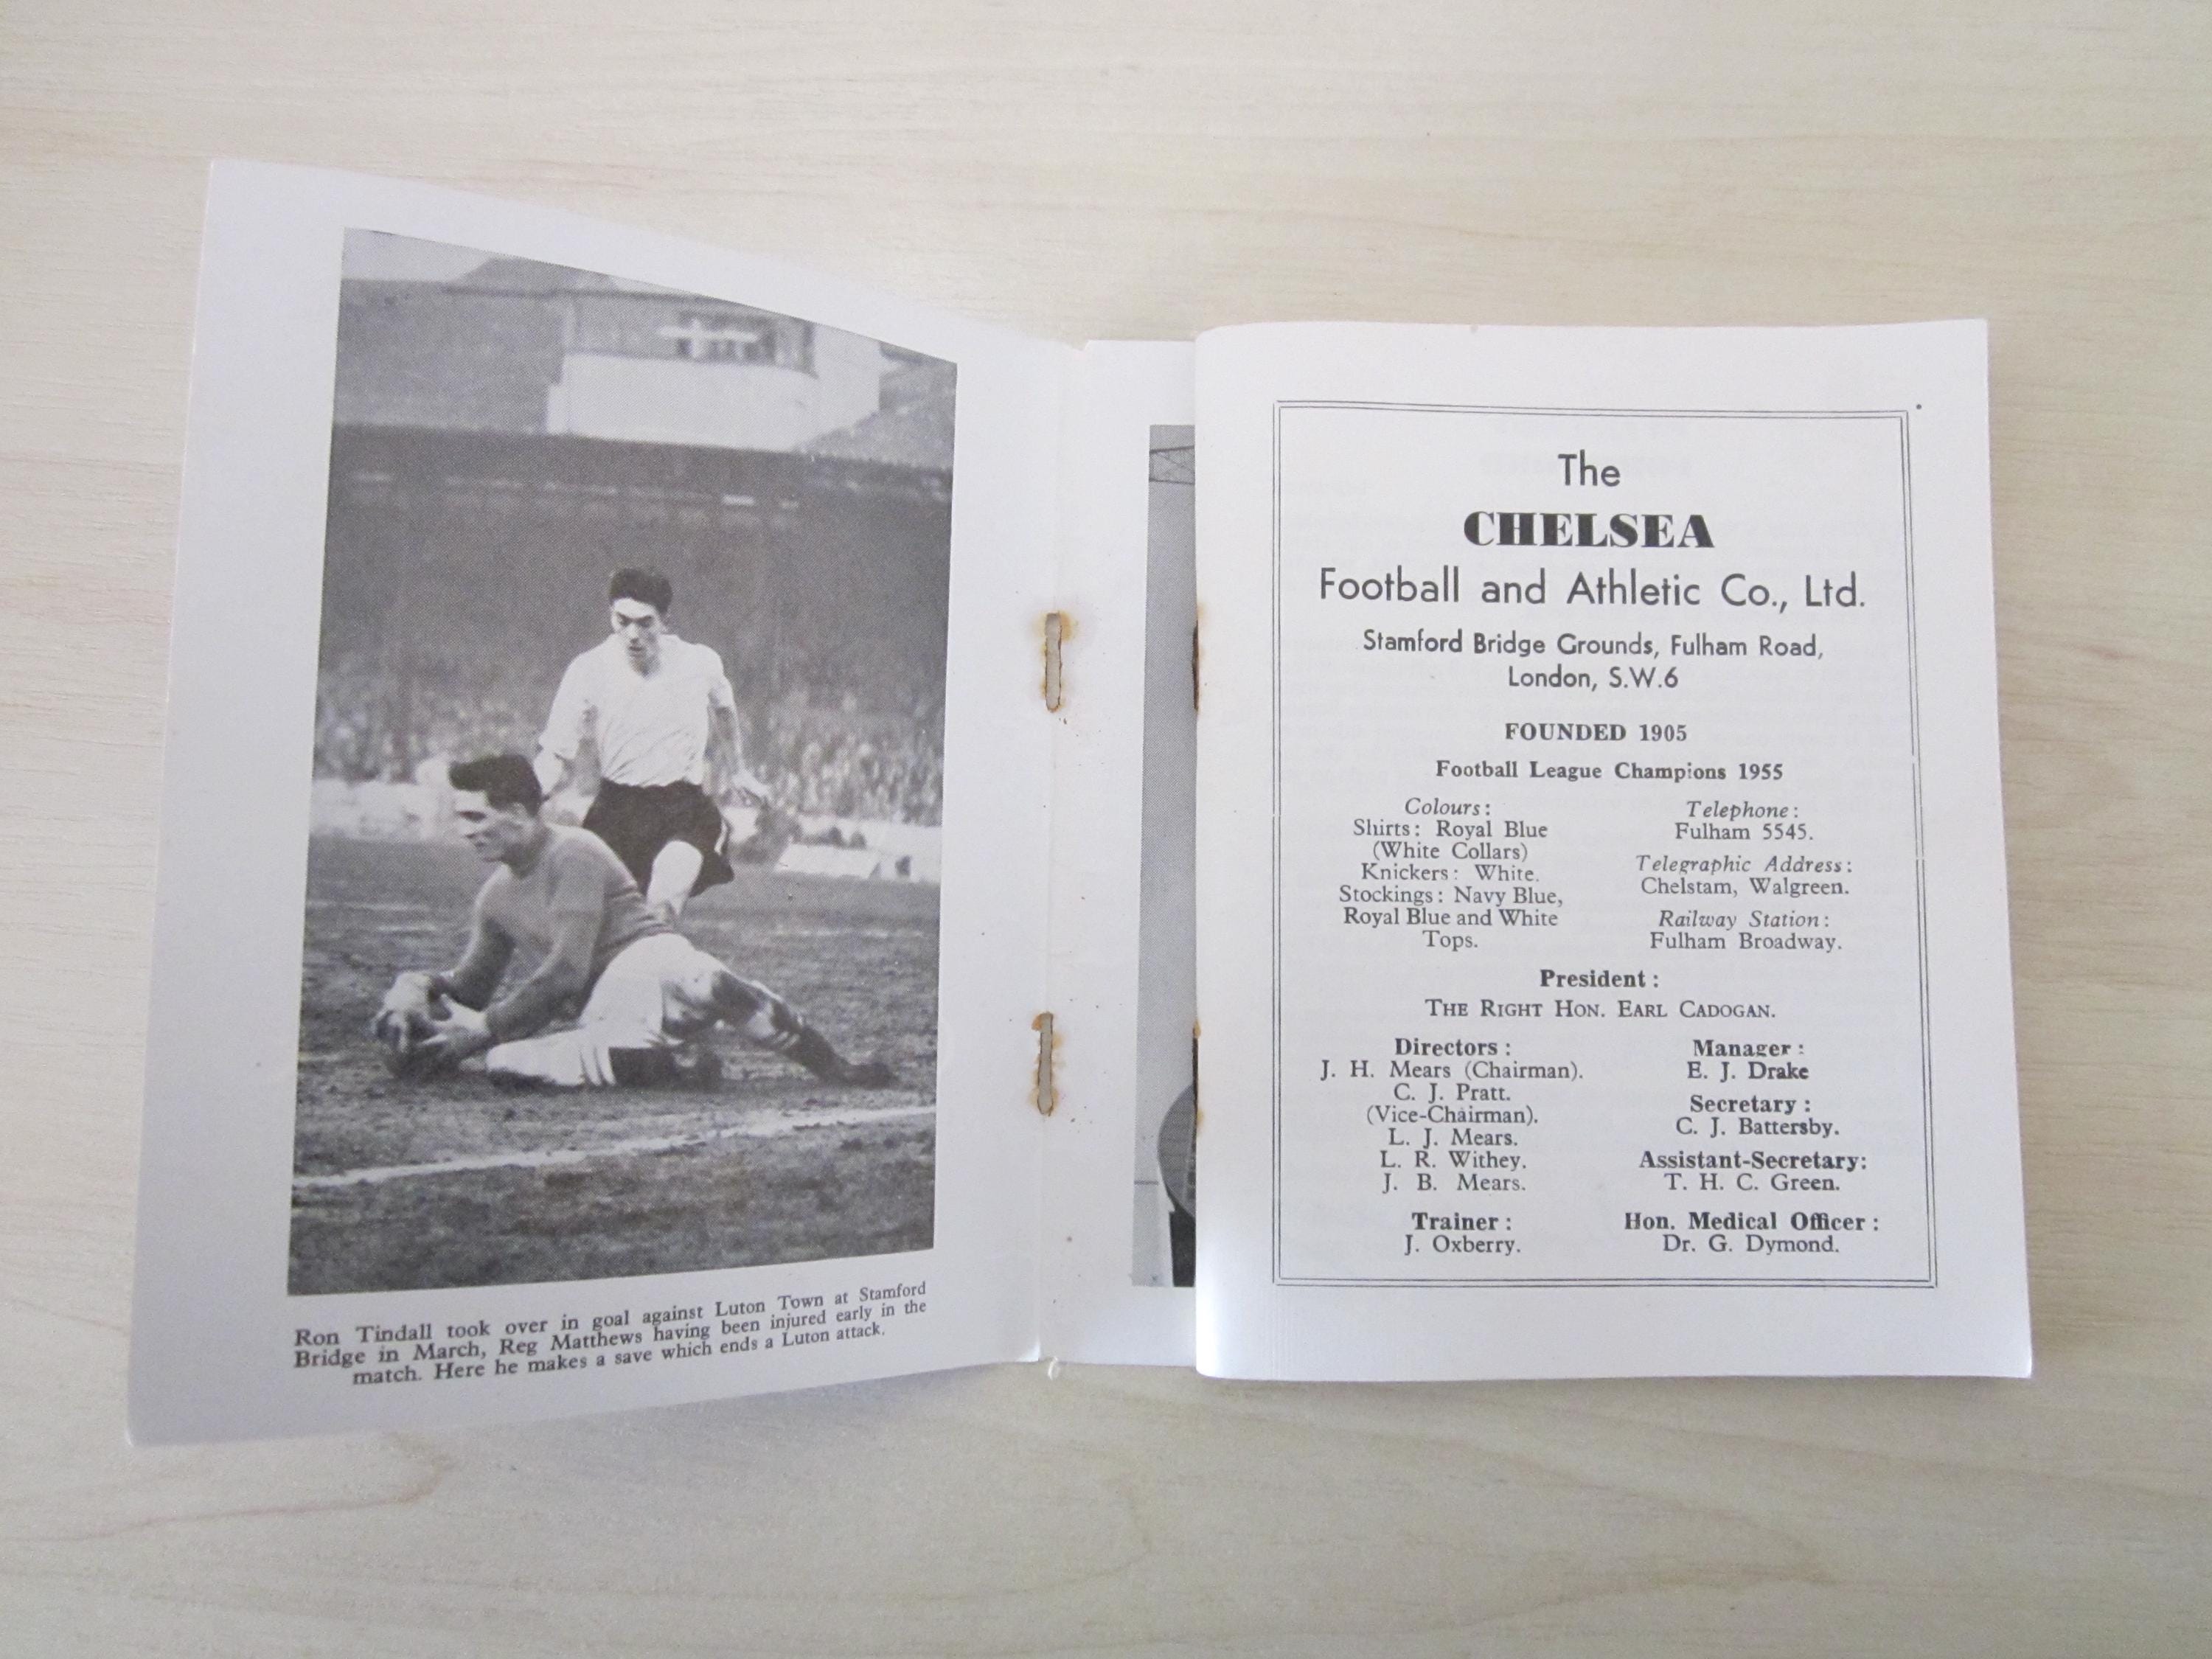 Ron Tindall took over in goal against Luton Town at Stamford
Bridge in March, Reg Matthews having been injured early in the
match. Here he makes a save which ends a Luton attack.
The
CHELSEA
Football and Athletic Co., Ltd.
Stamford Bridge Grounds, Fulham Road,
London, S.W.6
FOUNDED 1905
Football League Champions 1955
Colours:
Shirts: Royal Blue
(White Collars)
Knickers: White.
Stockings: Navy Blue,
Royal Blue and White
Tops.
Telephone:
Fulham 5545.
Telegraphic Address:
Chelstam, Walgreen.
Railway Station:
Fulham Broadway.
President:
THE RIGHT HON. EARL CADOGAN.
Directors:
J. H. Mears (Chairman).
C. J. Pratt.
(Vice-Chairman).
L. J. Mears.
L. R. Withey.
J. B. Mears.
Manager:
E. J. Drake
Secretary:
C. J. Battersby.
Assistant-Secretary:
T. H. C. Green.
Trainer:
J. Oxberry.
Hon. Medical Officer:
Dr. G. Dymond.